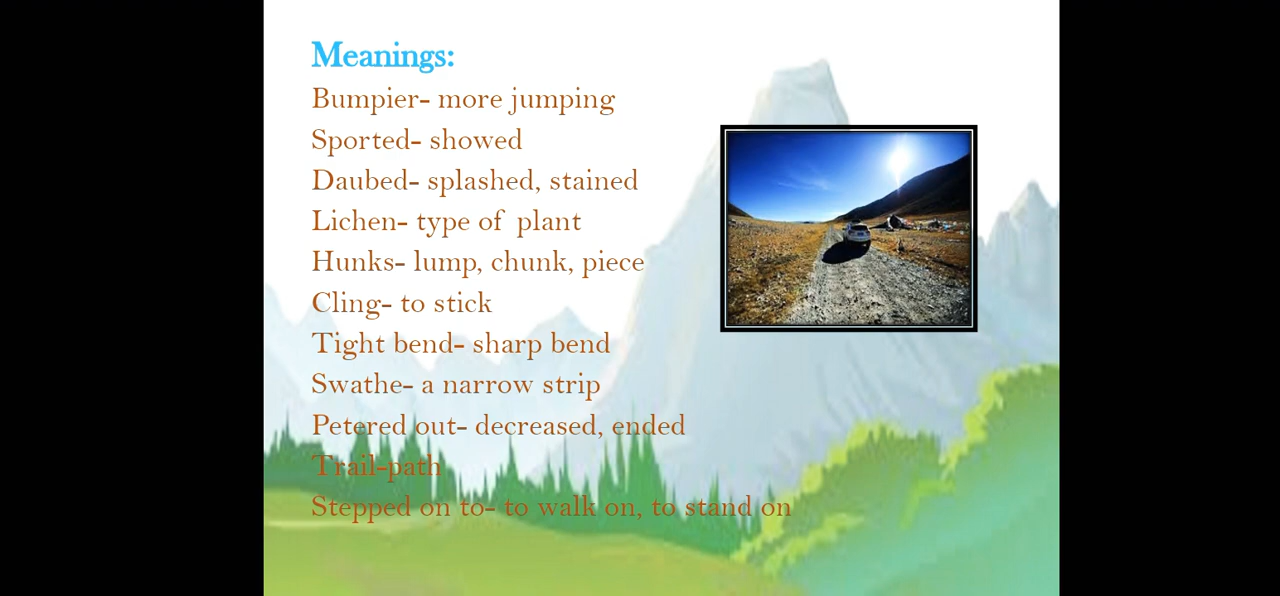 Meanings:
Bumpier- more jumping
Sported- showed
Daubed- splashed, stained
Lichen- type of plant
Hunks- lump, chunk, piece
Cling- to stick
Tight bend- sharp bend
Swathe- a narrow strip
Petered out- decreased, ended
Trail-path
Stepped on to- to walk on, to stand on